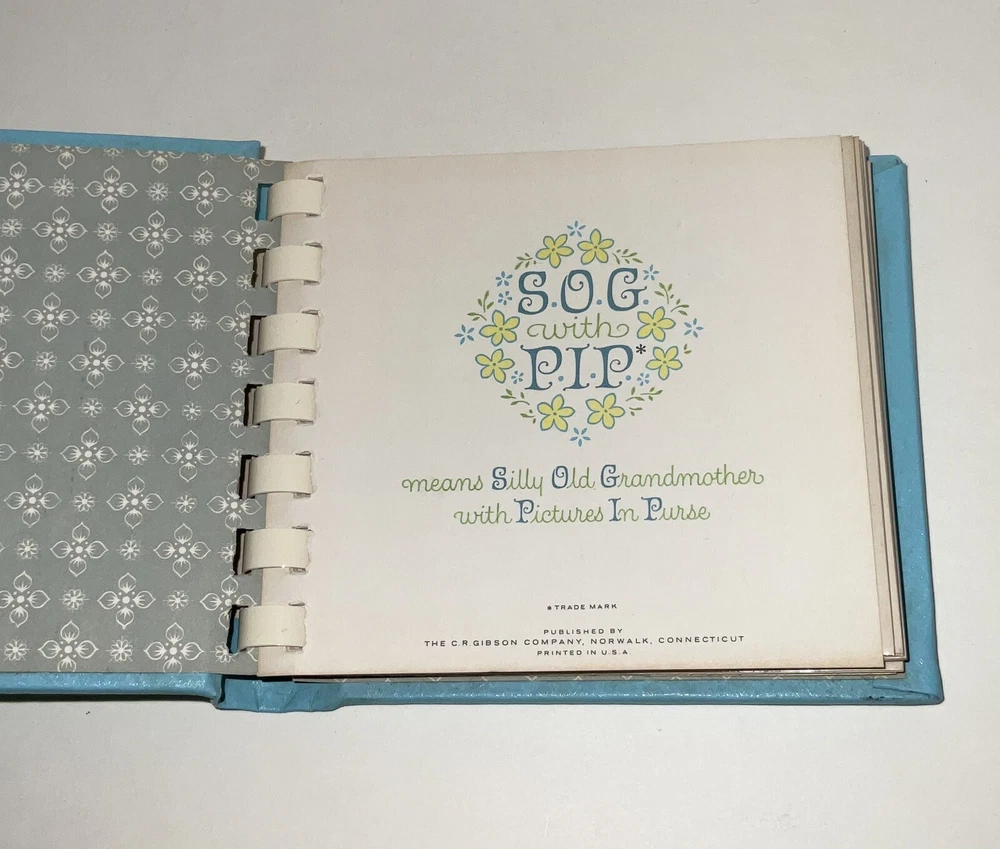 S.O.G.
with
P.I.P.*
means Silly Old Grandmother
with Pictures In Purse
*TRADE MARK
PUBLISHED BY
THE C.R. GIBSON COMPANY, NORWALK, CONNECTICUT
PRINTED IN U.S.A.